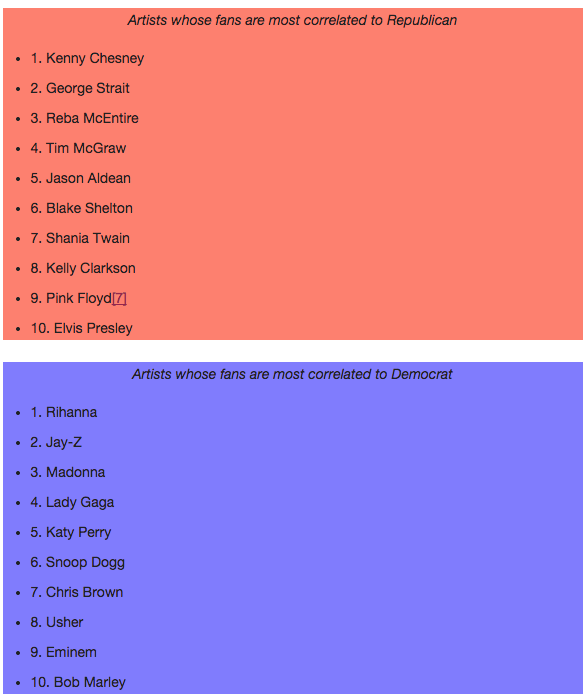 Artists whose fans are most correlated to Republican
• 1. Kenny Chesney
• 2. George Strait
• 3. Reba McEntire
• 4. Tim McGraw
• 5. Jason Aldean
• 6. Blake Shelton
• 7. Shania Twain
• 8. Kelly Clarkson
• 9. Pink Floyd[7]
• 10. Elvis Presley
Artists whose fans are most correlated to Democrat
• 1. Rihanna
• 2. Jay-Z
• 3. Madonna
• 4. Lady Gaga
• 5. Katy Perry
• 6. Snoop Dogg
• 7. Chris Brown
• 8. Usher
• 9. Eminem
• 10. Bob Marley